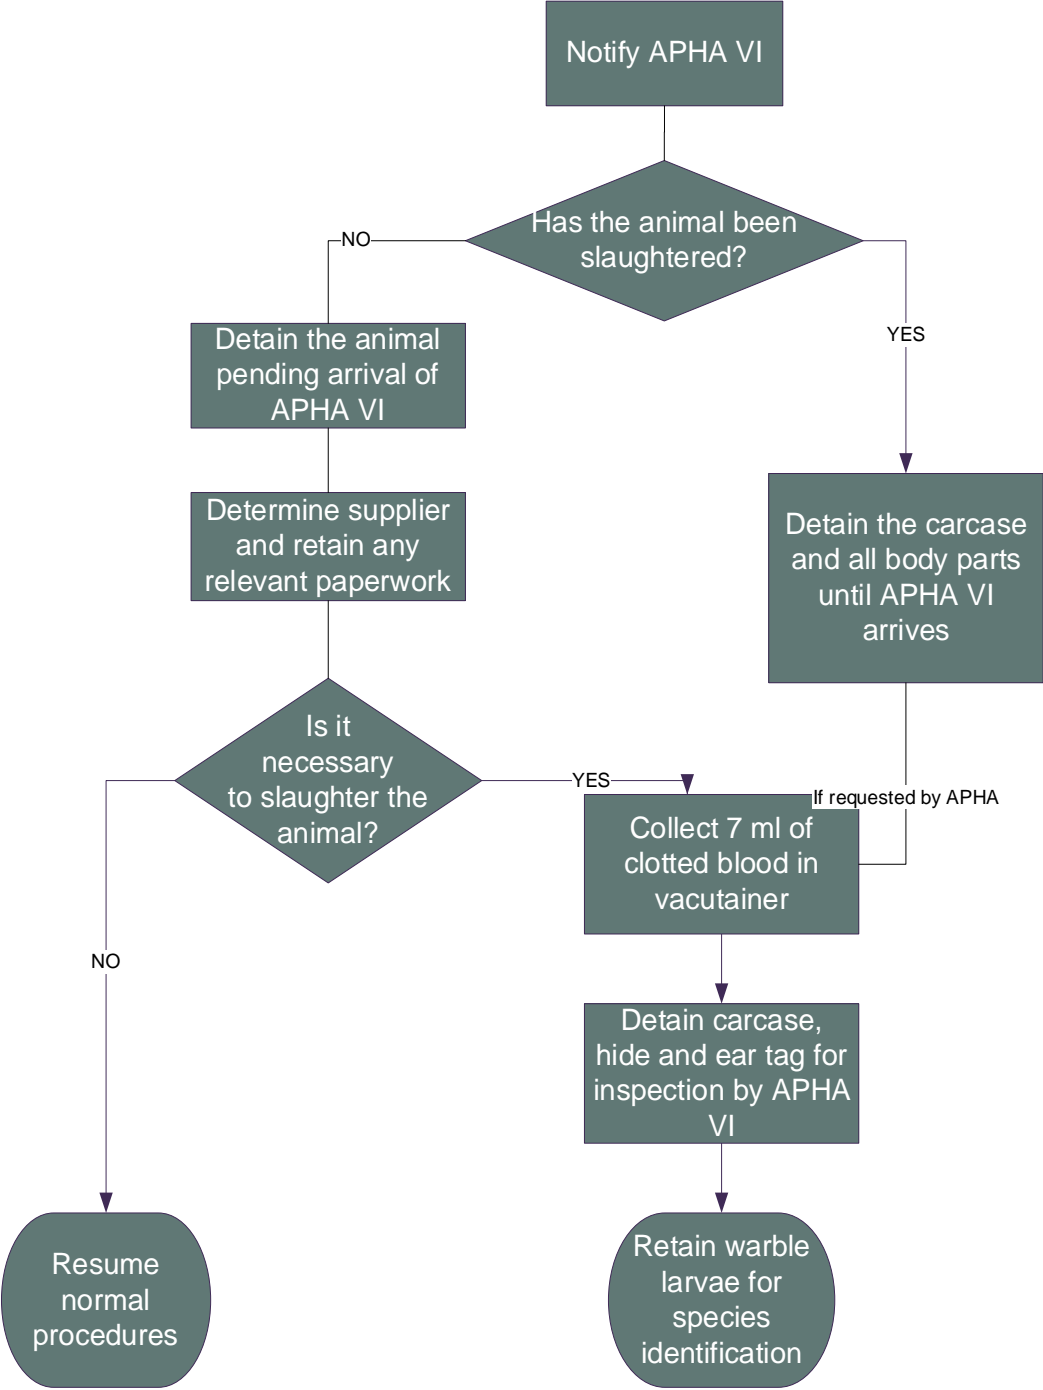 Notify APHA VI
Has the animal been
slaughtered?
NO
YES
Detain the animal
pending arrival of
APHA VI
Determine supplier
and retain any
relevant paperwork
Detain the carcase
and all body parts
until APHA VI
arrives
Is it
necessary
to slaughter the
animal?
YES
If requested by APHA
Collect 7 ml of
clotted blood in
vacutainer
NO
Detain carcase,
hide and ear tag for
inspection by APHA
VI
Resume
normal
procedures
Retain warble
larvae for
species
identification